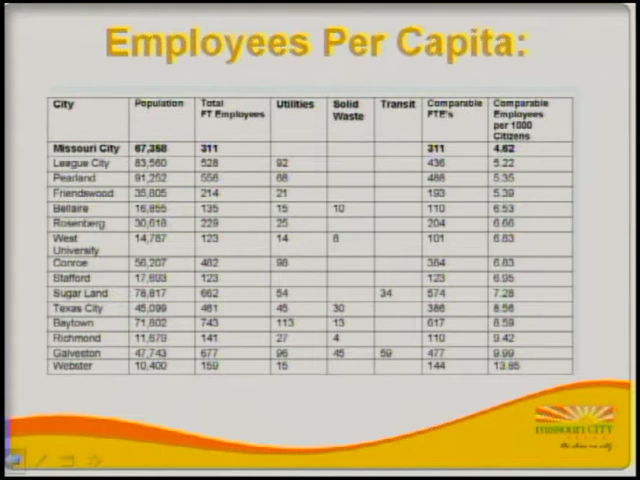 Employees Per Capita:
City Population Total FT Employees Utilities Solid Waste Transit Comparable FTE's Comparable Employees per 1000 Citizens
Missouri City 67,358 311 311 4.62
League City 83,560 528 92 436 5.22
Pearland 91,252 556 68 488 5.35
Friendswood 35,805 214 21 193 5.39
Bellaire 16,855 135 15 10 110 6.53
Rosenberg 30,618 229 25 204 6.66
West University 14,787 123 14 8 101 6.83
Conroe 56,207 482 98 384 6.83
Stafford 17,693 123 123 6.95
Sugar Land 78,817 662 54 34 574 7.28
Texas City 45,099 461 45 30 386 8.56
Baytown 71,802 743 113 13 617 8.59
Richmond 11,679 141 27 4 110 9.42
Galveston 47,743 677 96 45 59 477 9.99
Webster 10,400 159 15 144 13.85
missouri CITY